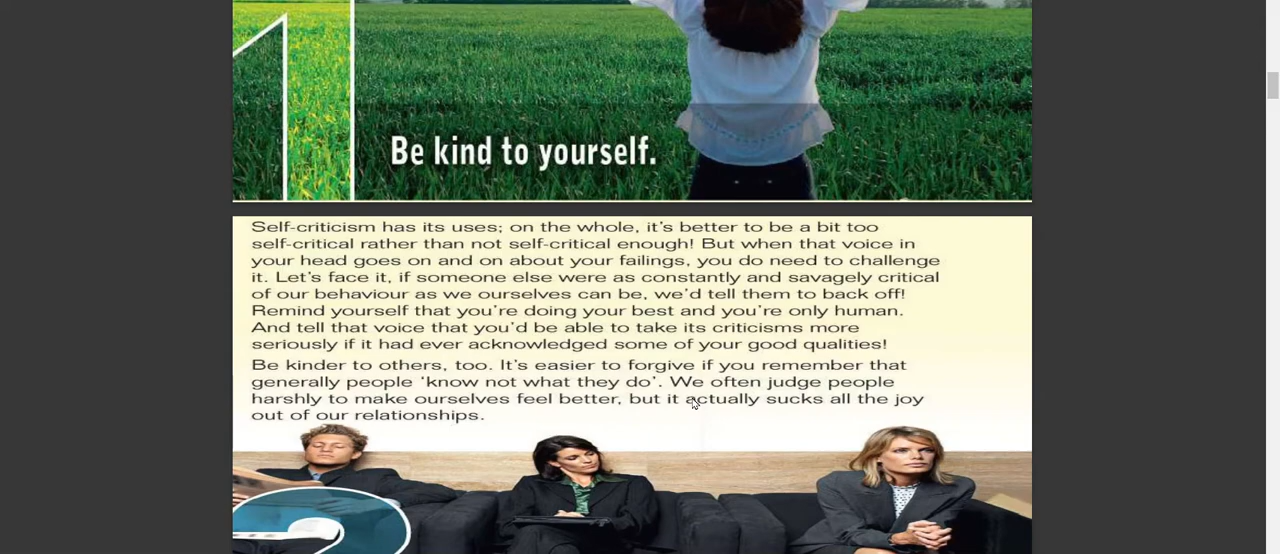 1
Be kind to yourself.
Self-criticism has its uses; on the whole, it's better to be a bit too
self-critical rather than not self-critical enough! But when that voice in
your head goes on and on about your failings, you do need to challenge
it. Let's face it, if someone else were as constantly and savagely critical
of our behaviour as we ourselves can be, we'd tell them to back off!
Remind yourself that you're doing your best and you're only human.
And tell that voice that you'd be able to take its criticisms more
seriously if it had ever acknowledged some of your good qualities!
Be kinder to others, too. It's easier to forgive if you remember that
generally people ‘know not what they do’. We often judge people
harshly to make ourselves feel better, but it actually sucks all the joy
out of our relationships.
2